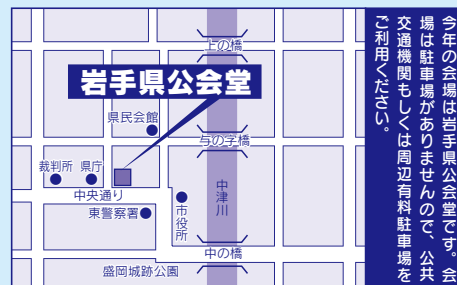 今年の会場は岩手県公会堂です。会
場は駐車場がありませんので、公共
交通機関もしくは周辺有料駐車場を
ご利用ください。
上の橋
岩手県公会堂
県民会館
与の字橋
裁判所
県庁
中央通り
中津川
市役所
東警察署
中の橋
盛岡城跡公園